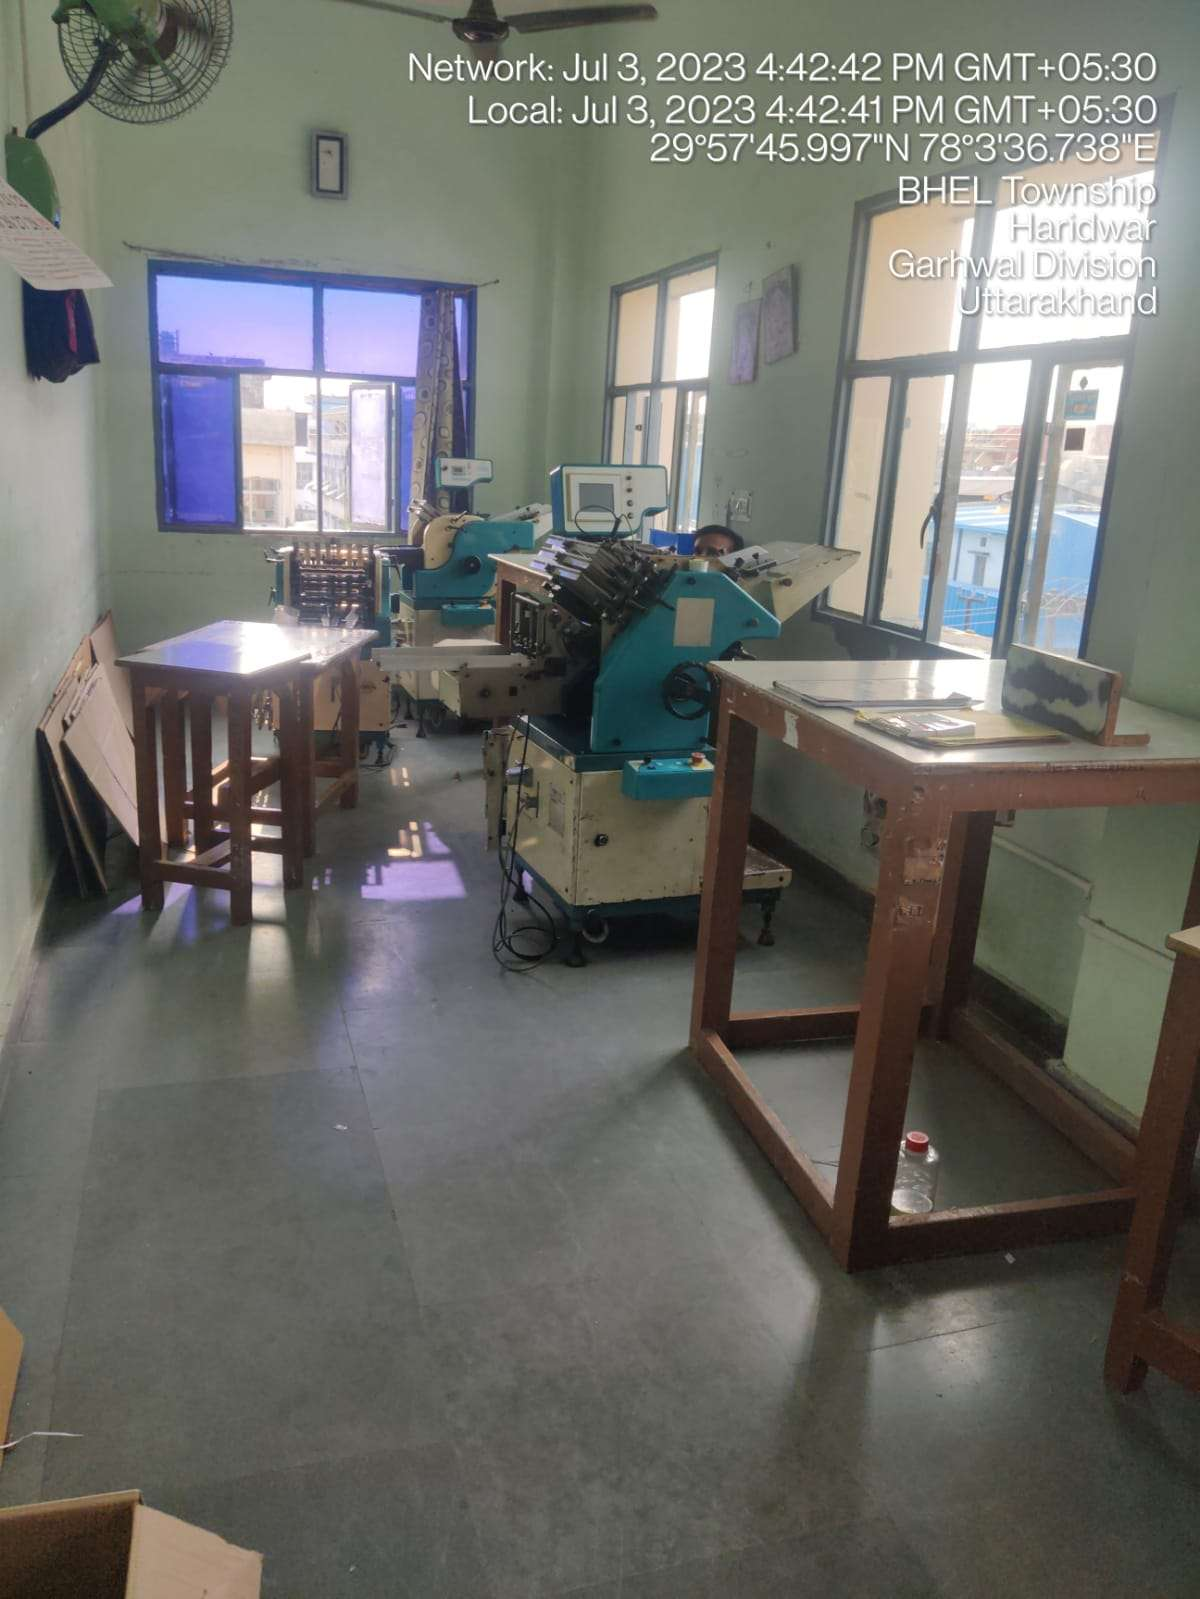 Network: Jul 3, 2023 4:42:42 PM GMT+05:30
Local: Jul 3, 2023 4:42:41 PM GMT+05:30
29°57'45.997"N 78°3'36.738"E
BHEL Township
Haridwar
Garhwal Division
Uttarakhand